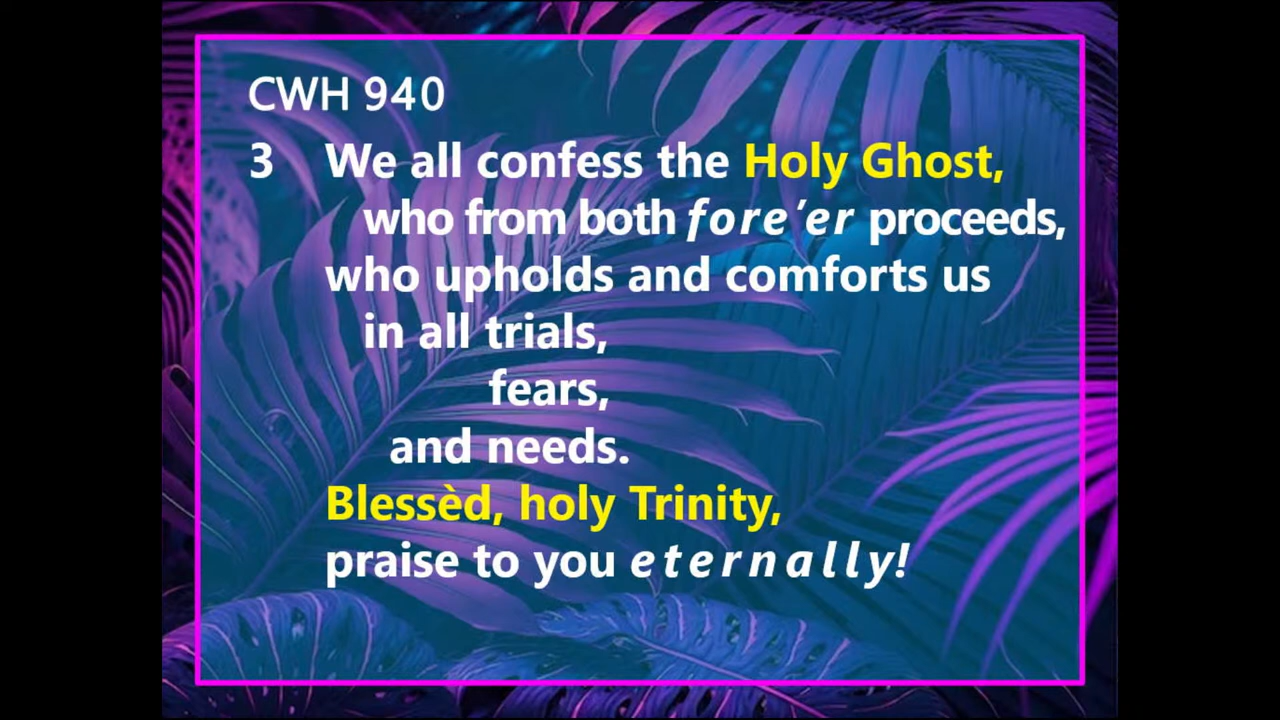 CWH 940
3 We all confess the Holy Ghost,
who from both fore’er proceeds,
who upholds and comforts us
in all trials,
fears,
and needs.
Blessèd, holy Trinity,
praise to you eternally!